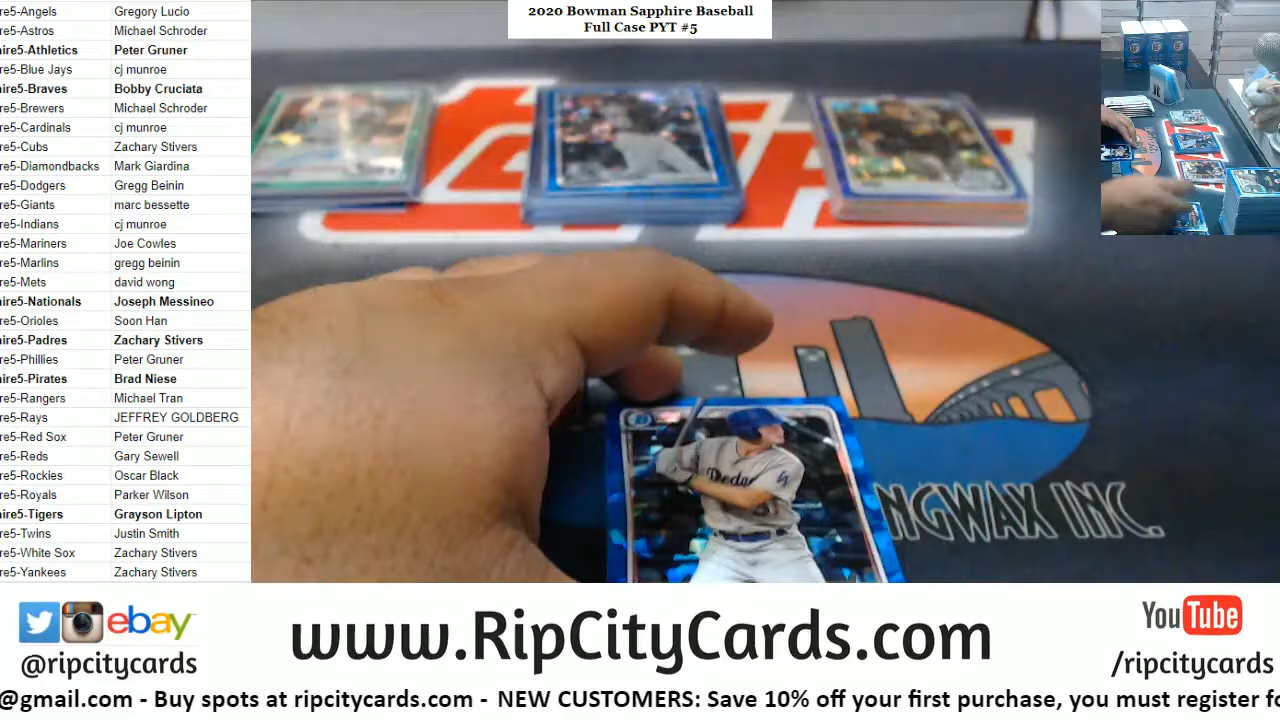 2020 Bowman Sapphire Baseball
Full Case PYT #5
re5-Angels Gregory Lucio
re5-Astros Michael Schroder
ire5-Athletics Peter Gruner
re5-Blue Jays cj munroe
ire5-Braves Bobby Cruciata
re5-Brewers Michael Schroder
re5-Cardinals cj munroe
re5-Cubs Zachary Stivers
re5-Diamondbacks Mark Giardina
re5-Dodgers Gregg Beinin
re5-Giants marc bessette
re5-Indians cj munroe
re5-Mariners Joe Cowles
re5-Marlins gregg beinin
re5-Mets david wong
ire5-Nationals Joseph Messineo
re5-Orioles Soon Han
ire5-Padres Zachary Stivers
re5-Phillies Peter Gruner
ire5-Pirates Brad Niese
re5-Rangers Michael Tran
re5-Rays JEFFREY GOLDBERG
re5-Red Sox Peter Gruner
re5-Reds Gary Sewell
re5-Rockies Oscar Black
re5-Royals Parker Wilson
ire5-Tigers Grayson Lipton
re5-Twins Justin Smith
re5-White Sox Zachary Stivers
re5-Yankees Zachary Stivers
NGWAX INC.
ebay
@ripcitycards
www.RipCityCards.com
YouTube
/ripcitycards
@gmail.com - Buy spots at ripcitycards.com - NEW CUSTOMERS: Save 10% off your first purchase, you must register fo